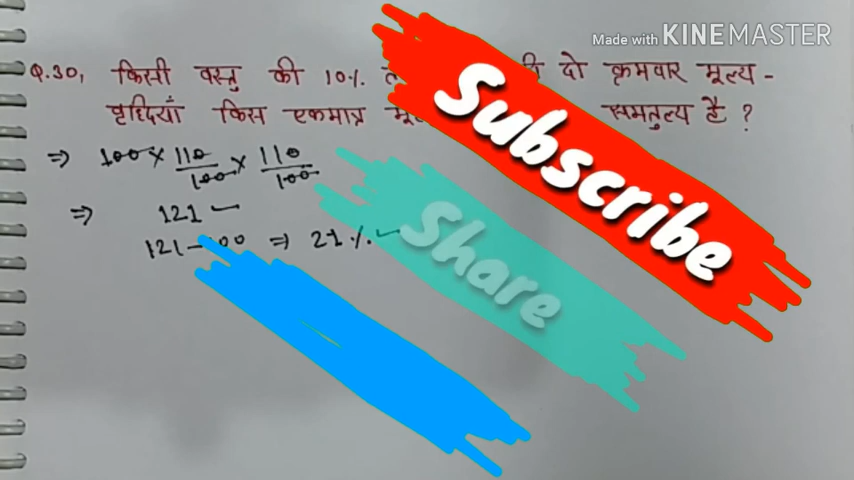 Made with KINEMASTER
Q.30, किसी वस्तु की 10% दो क्रमवार मूल्य -
वृद्धियाँ किस एकमात्र समतुल्य है ?
⇒ 100 × 110/100 × 110/100
⇒ 121
121 - 100 ⇒ 21%
Subscribe
Share